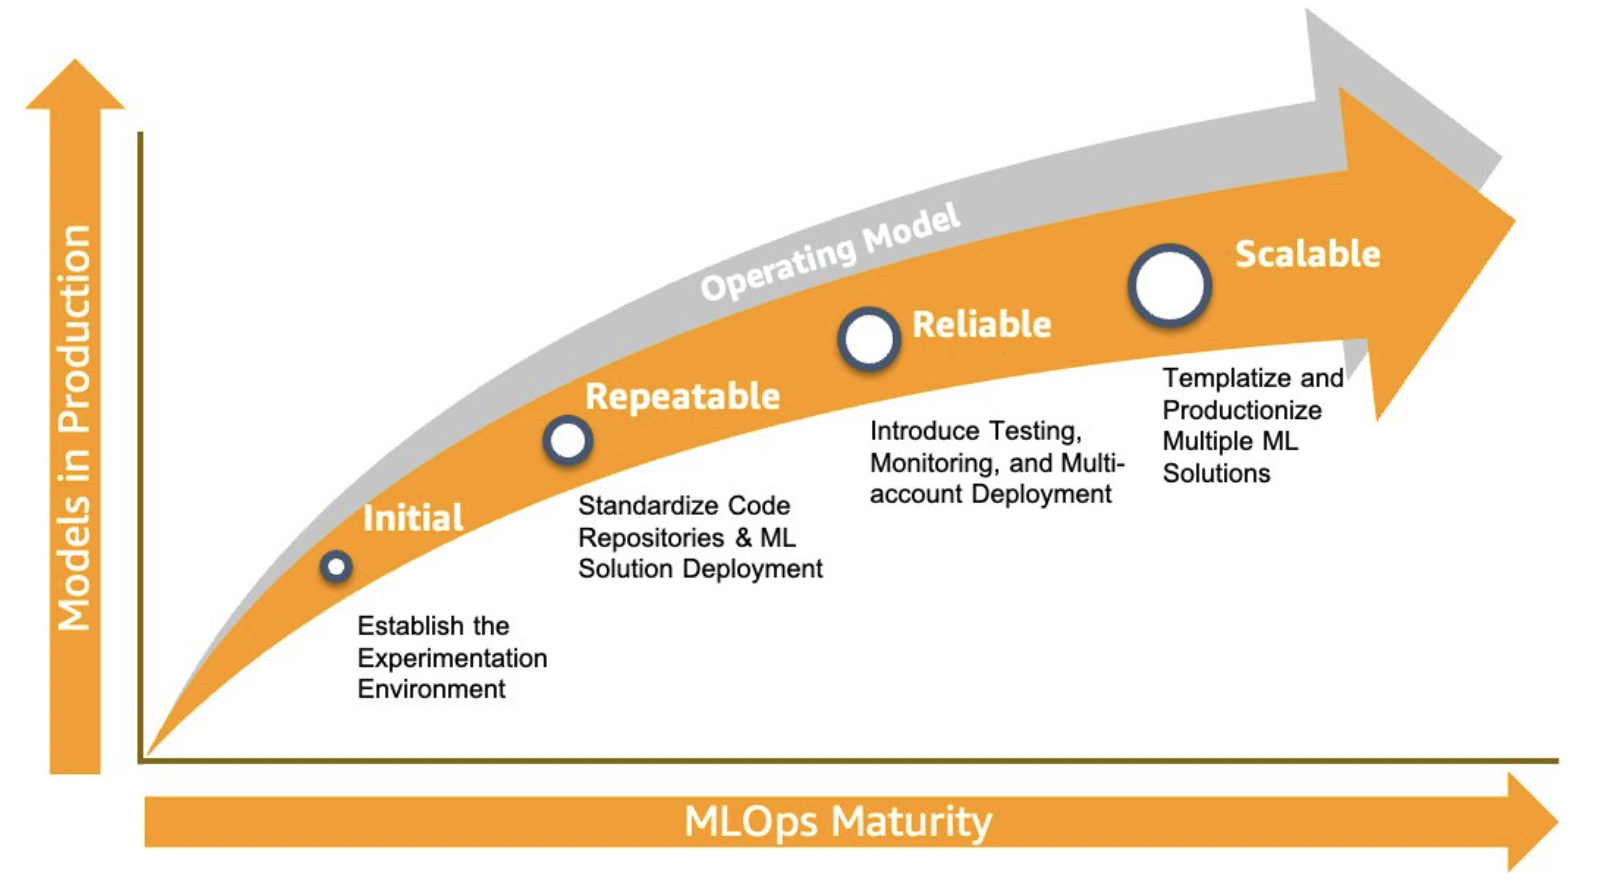 Models in Production
Operating Model
Initial
Establish the
Experimentation
Environment
Repeatable
Standardize Code
Repositories & ML
Solution Deployment
Reliable
Introduce Testing,
Monitoring, and Multi-
account Deployment
Scalable
Templatize and
Productionize
Multiple ML
Solutions
MLOps Maturity